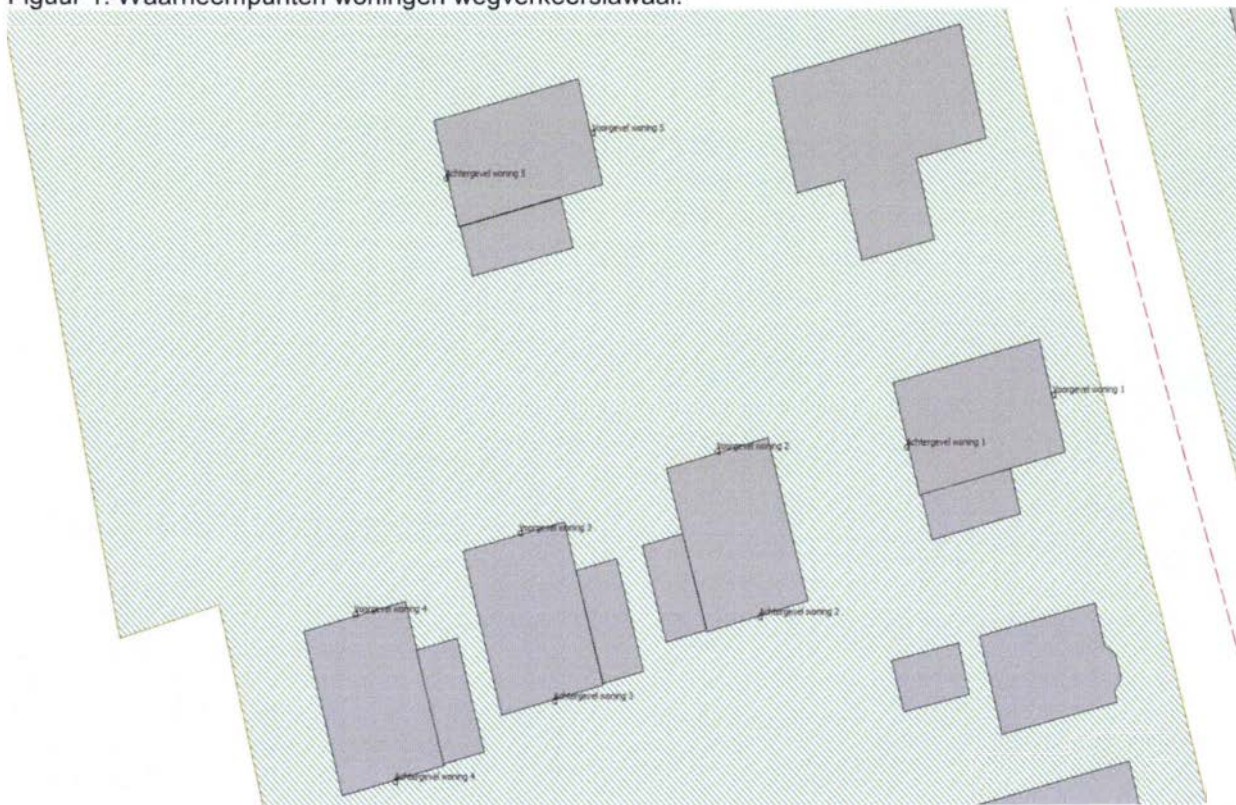 Figuur 1: Waarneempunten woningen wegverkeerslawaai.
Voorgevel woning 5
Achtergevel woning 5
Voorgevel woning 1
Achtergevel woning 1
Voorgevel woning 2
Voorgevel woning 3
Voorgevel woning 4
Achtergevel woning 2
Achtergevel woning 3
Achtergevel woning 4